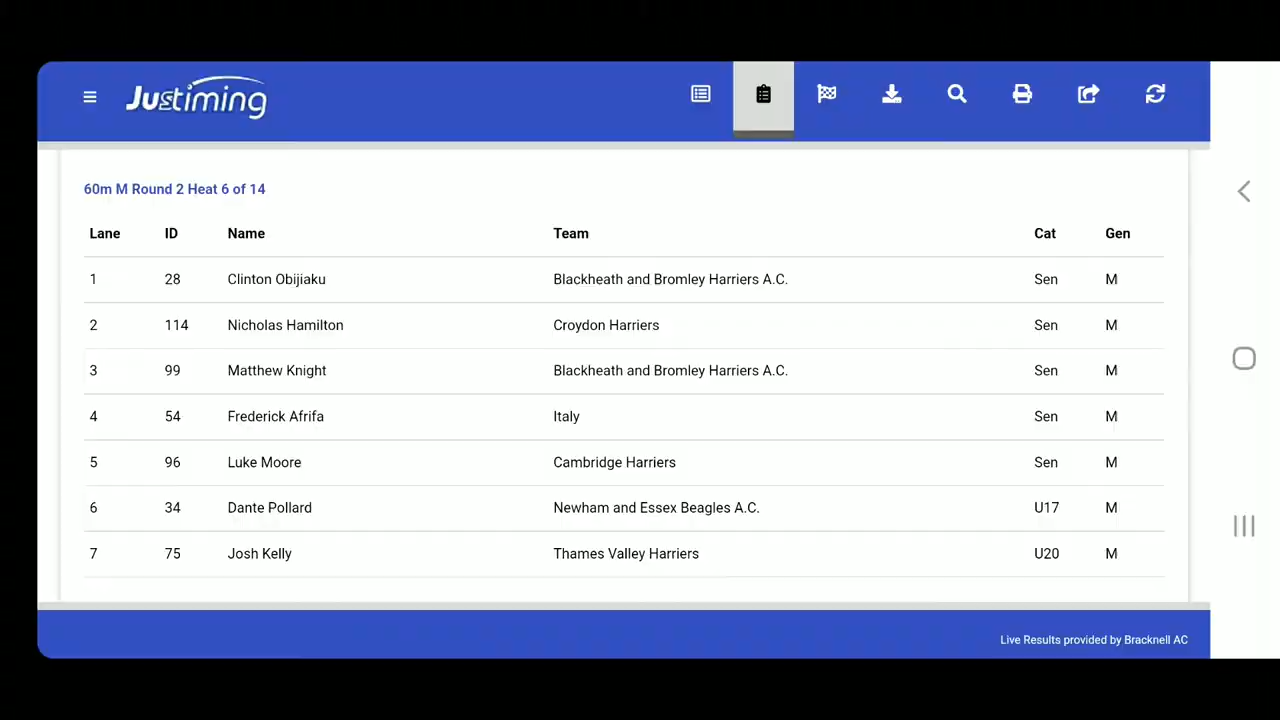 Justiming
60m M Round 2 Heat 6 of 14
Lane ID Name Team Cat Gen
1 28 Clinton Obijiaku Blackheath and Bromley Harriers A.C. Sen M
2 114 Nicholas Hamilton Croydon Harriers Sen M
3 99 Matthew Knight Blackheath and Bromley Harriers A.C. Sen M
4 54 Frederick Afrifa Italy Sen M
5 96 Luke Moore Cambridge Harriers Sen M
6 34 Dante Pollard Newham and Essex Beagles A.C. U17 M
7 75 Josh Kelly Thames Valley Harriers U20 M
Live Results provided by Bracknell AC